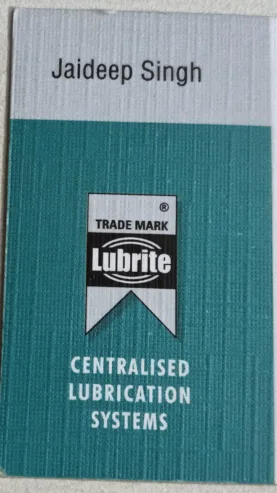 Jaideep Singh
®
TRADE MARK
Lubrite
CENTRALISED
LUBRICATION
SYSTEMS